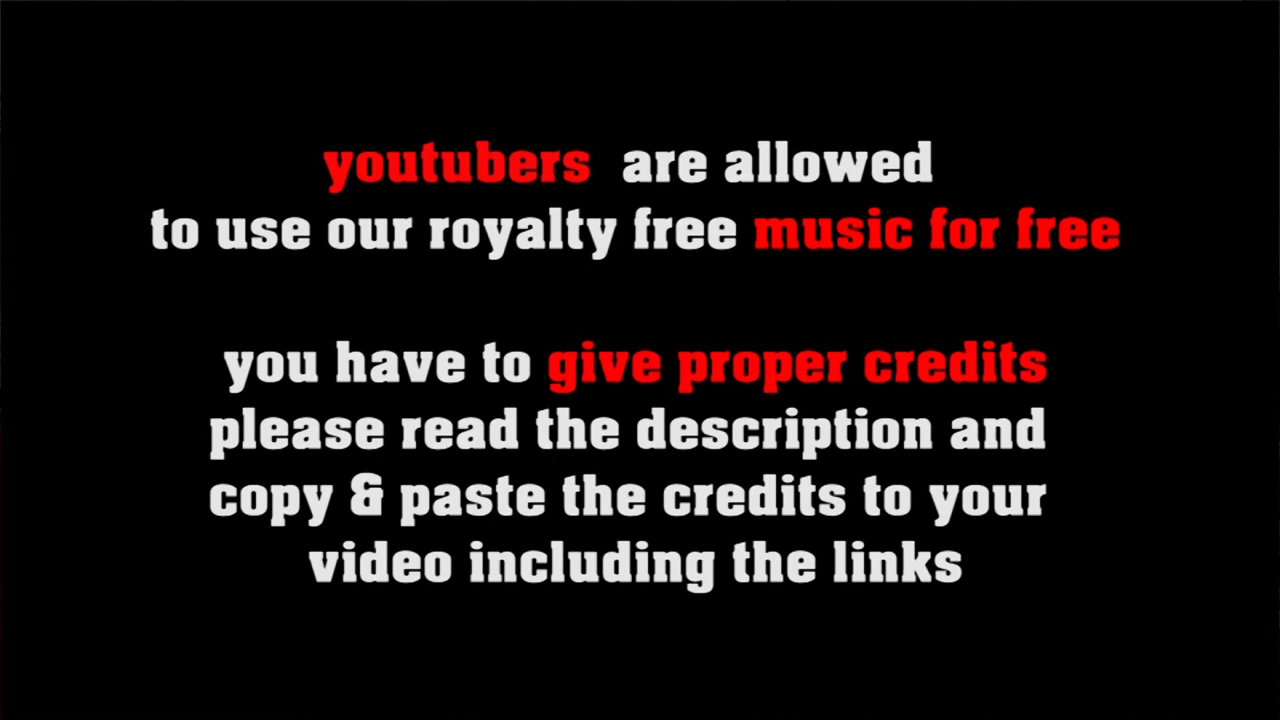 youtubers are allowed
to use our royalty free music for free
you have to give proper credits
please read the description and
copy & paste the credits to your
video including the links